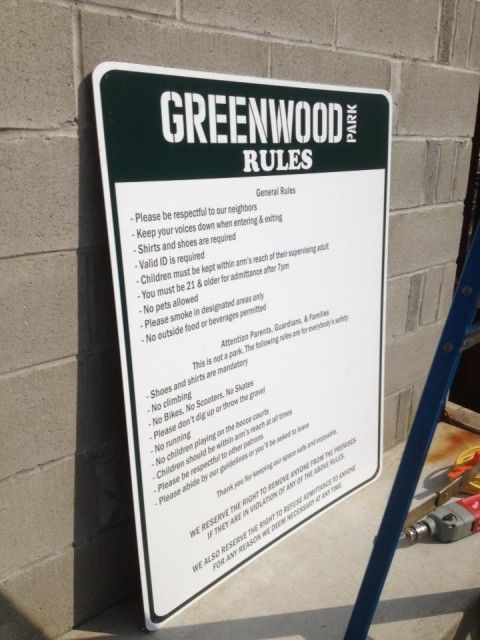 GREENWOOD PARK
RULES
General Rules
- Please be respectful to our neighbors
- Keep your voices down when entering & exiting
- Shirts and shoes are required
- Valid ID is required
- Children must be kept within arm's reach of their supervising adult
- You must be 21 & older for admittance after 7pm
- No pets allowed
- Please smoke in designated areas only
- No outside food or beverages permitted
Attention Parents, Guardians, & Families
This is not a park. The following rules are for everybody's safety:
- Shoes and shirts are mandatory
- No climbing
- No Bikes, No Scooters, No Skates
- Please don't dig up or throw the gravel
- No running
- No children playing on the bocce courts
- Children should be within arm's reach at all times
- Please be respectful to other patrons
- Please abide by our guidelines or you'll be asked to leave
Thank you for keeping our space safe and enjoyable.
WE RESERVE THE RIGHT TO REMOVE ANYONE FROM THE PREMISES
IF THEY ARE IN VIOLATION OF ANY OF THE ABOVE RULES.
WE ALSO RESERVE THE RIGHT TO REFUSE ADMITTANCE TO ANYONE
FOR ANY REASON WE DEEM NECESSARY AT ANY TIME.